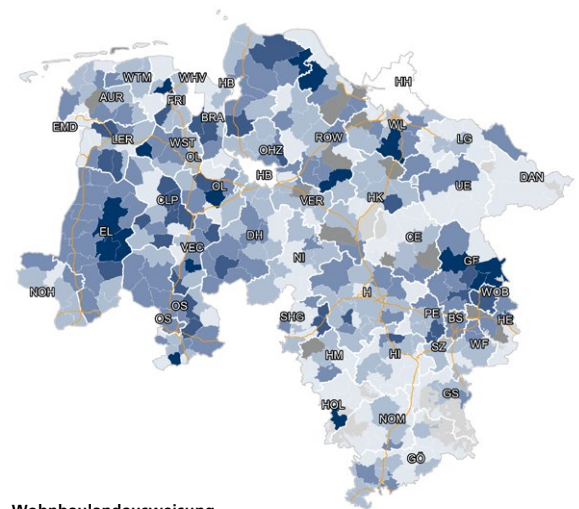 HH
WTM
WHV
HB
AUR
FRI
BRA
EMD
LER
WST
OL
OHZ
ROW
WL
LG
HB
OL
CLP
VER
HK
UE
DAN
EL
VEC
DH
NI
CE
GF
NOH
OS
OS
H
WOB
SHG
PE
BS
HE
HM
HI
SZ
WF
HOL
NOM
GS
GÖ